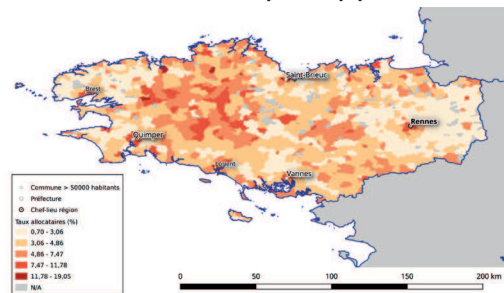 Brest
Saint-Brieuc
Rennes
Quimper
Lorient
Vannes
Commune > 50000 habitants
Préfecture
Chef-lieu région
Taux allocataires (%)
0,70 - 3,06
3,06 - 4,86
4,86 - 7,47
7,47 - 11,78
11,78 - 19,05
N/A
0 50 100 150 200 km